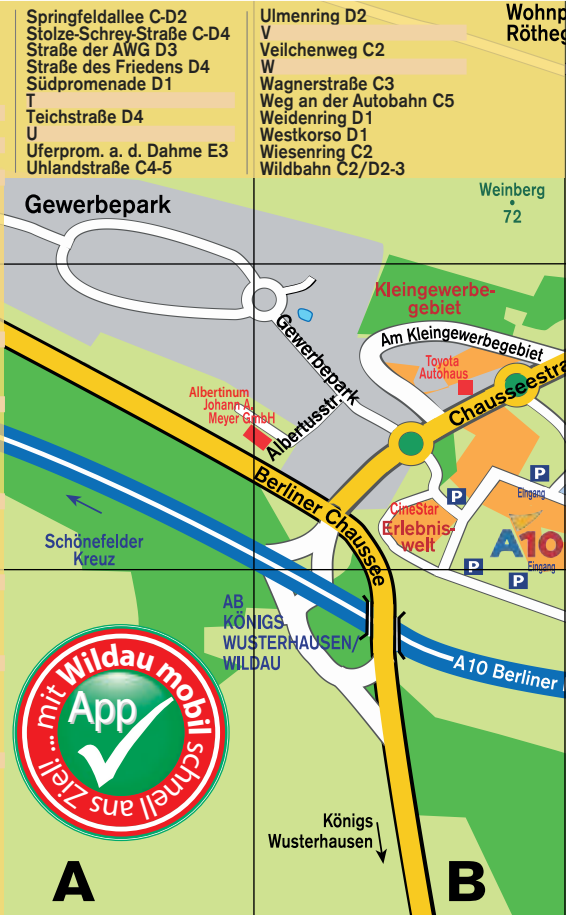 Springfeldallee C-D2
Stolze-Schrey-Straße C-D4
Straße der AWG D3
Straße des Friedens D4
Südpromenade D1
T
Teichstraße D4
U
Uferprom. a. d. Dahme E3
Uhlandstraße C4-5
Ulmenring D2
V
Veilchenweg C2
W
Wagnerstraße C3
Weg an der Autobahn C5
Weidenring D1
Westkorso D1
Wiesenring C2
Wildbahn C2/D2-3
Weinberg
72
Gewerbepark
Kleingewerbe-
gebiet
Am Kleingewerbegebiet
Toyota
Autohaus
Gewerbepark
Chausseestra
Albertinum
Johann A.
Meyer GmbH
Albertusstr.
Berliner Chaussee
P
Eingang
P
CineStar
Erlebnis-
welt
A10
Eingang
P
P
Schönefelder
Kreuz
AB
KÖNIGS-
WUSTERHAUSEN/
WILDAU
A10 Berliner
...mit Wildau mobil
App
schnell ans Ziel!
Königs
Wusterhausen
A
B